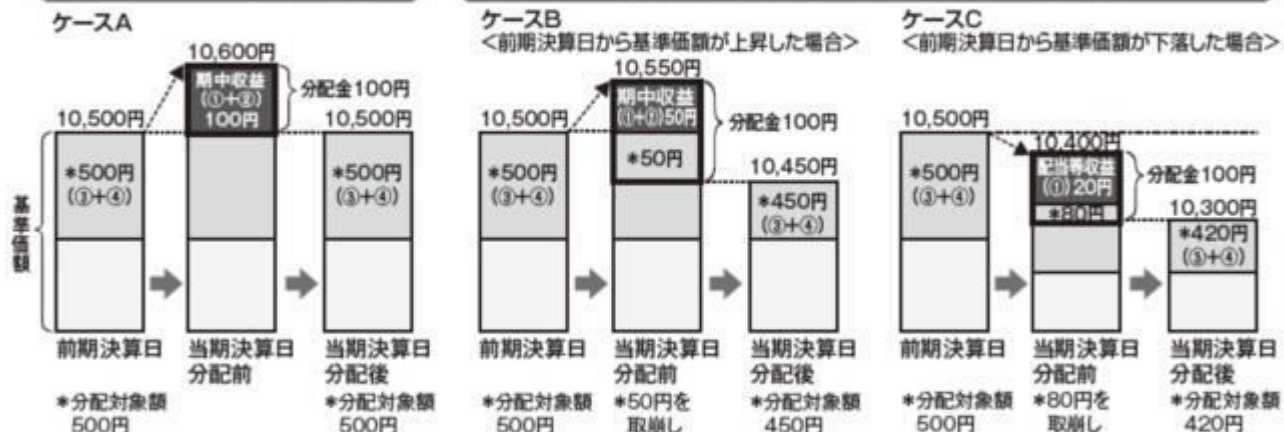 ケースA
10,600円
期中収益
(①+②)
100円
分配金100円
10,500円
10,500円
*500円
(③+④)
*500円
(③+④)
基準価額
前期決算日
当期決算日
分配前
当期決算日
分配後
*分配対象額
500円
*分配対象額
500円
ケースB
<前期決算日から基準価額が上昇した場合>
10,550円
期中収益
(①+②)50円
分配金100円
10,500円
*50円
10,450円
*500円
(③+④)
*450円
(③+④)
前期決算日
当期決算日
分配前
当期決算日
分配後
*分配対象額
500円
*50円を
取崩し
*分配対象額
450円
ケースC
<前期決算日から基準価額が下落した場合>
10,500円
10,400円
配当等収益
(①)20円
分配金100円
*80円
10,300円
*500円
(③+④)
*420円
(③+④)
前期決算日
当期決算日
分配前
当期決算日
分配後
*分配対象額
500円
*80円を
取崩し
*分配対象額
420円